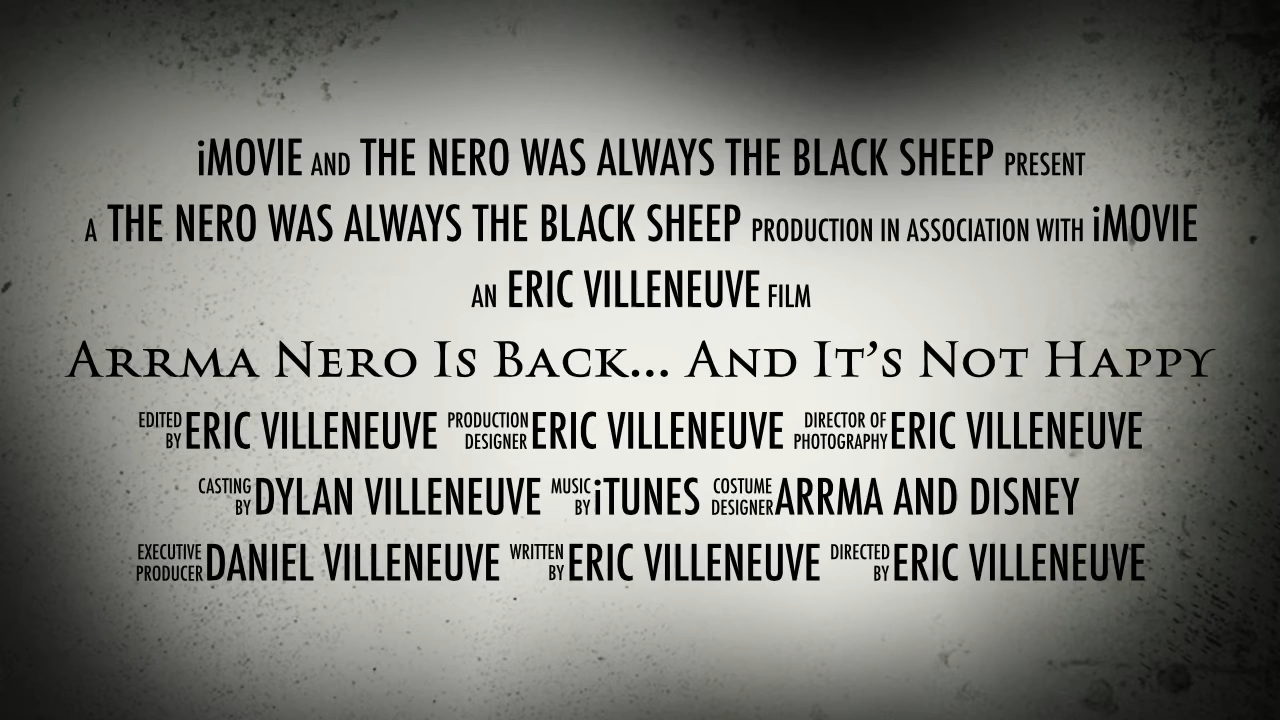 iMOVIE AND THE NERO WAS ALWAYS THE BLACK SHEEP PRESENT
A THE NERO WAS ALWAYS THE BLACK SHEEP PRODUCTION IN ASSOCIATION WITH iMOVIE
AN ERIC VILLENEUVE FILM
ARRMA NERO IS BACK... AND IT'S NOT HAPPY
EDITED BY ERIC VILLENEUVE PRODUCTION DESIGNER ERIC VILLENEUVE DIRECTOR OF PHOTOGRAPHY ERIC VILLENEUVE
CASTING BY DYLAN VILLENEUVE MUSIC BY iTUNES COSTUME DESIGNER ARRMA AND DISNEY
EXECUTIVE PRODUCER DANIEL VILLENEUVE WRITTEN BY ERIC VILLENEUVE DIRECTED BY ERIC VILLENEUVE